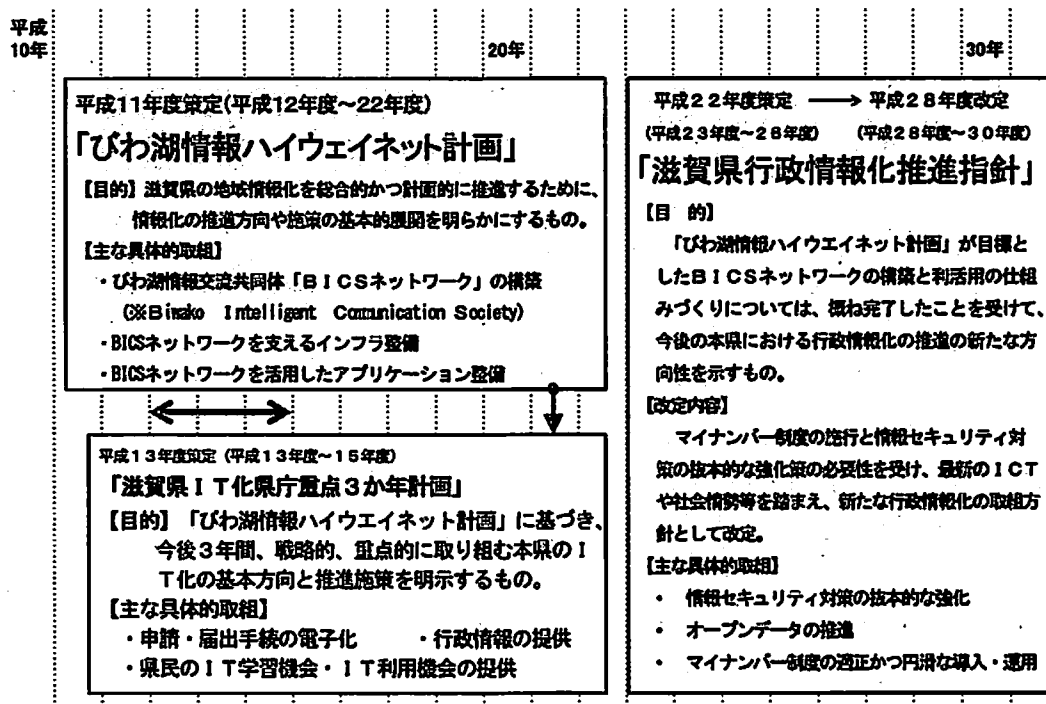 平成
10年
20年
30年
平成11年度策定(平成12年度～22年度)
「びわ湖情報ハイウェイネット計画」
【目的】滋賀県の地域情報化を総合的かつ計画的に推進するために、
情報化の推進方向や施策の基本的展開を明らかにするもの。
【主な具体的取組】
・びわ湖情報交流共同体「BICSネットワーク」の構築
(※Biwako Intelligent Communication Society)
・BICSネットワークを支えるインフラ整備
・BICSネットワークを活用したアプリケーション整備
平成13年度策定(平成13年度～15年度)
「滋賀県IT化県庁重点3か年計画」
【目的】「びわ湖情報ハイウエイネット計画」に基づき、
今後3年間、戦略的、重点的に取り組む本県のI
T化の基本方向と推進施策を明示するもの。
【主な具体的取組】
・申請・届出手続の電子化 ・行政情報の提供
・県民のIT学習機会・IT利用機会の提供
平成22年度策定 → 平成28年度改定
(平成23年度～26年度) (平成28年度～30年度)
「滋賀県行政情報化推進指針」
【目 的】
「びわ湖情報ハイウエイネット計画」が目標と
したBICSネットワークの構築と利活用の仕組
みづくりについては、概ね完了したことを受けて、
今後の本県における行政情報化の推進の新たな方
向性を示すもの。
【改定内容】
マイナンバー制度の施行と情報セキュリティ対
策の抜本的な強化策の必要性を受け、最新のICT
や社会情勢等を踏まえ、新たな行政情報化の取組方
針として改定。
【主な具体的取組】
・ 情報セキュリティ対策の抜本的な強化
・ オープンデータの推進
・ マイナンバー制度の適正かつ円滑な導入・運用